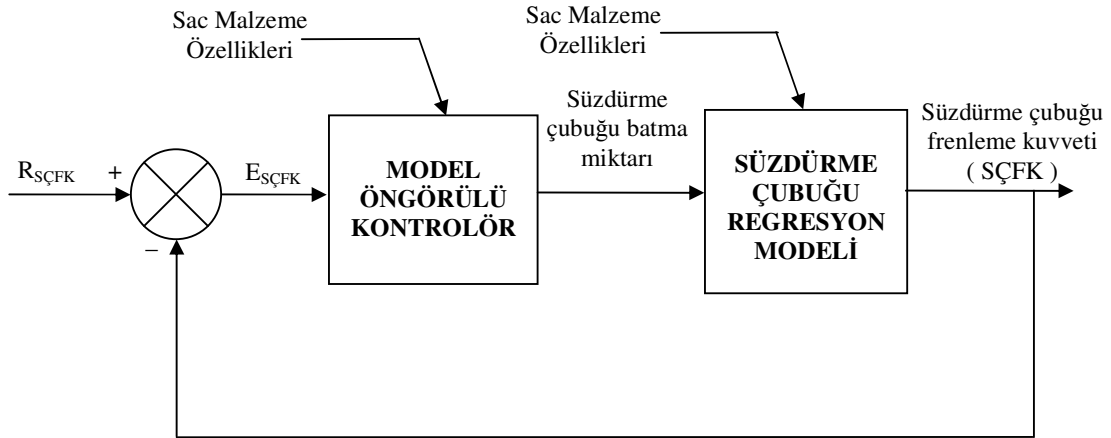 Sac Malzeme
Özellikleri
Sac Malzeme
Özellikleri
R_SÇFK
+
–
E_SÇFK
MODEL
ÖNGÖRÜLÜ
KONTROLÖR
Süzdürme
çubuğu batma
miktarı
SÜZDÜRME
ÇUBUĞU
REGRESYON
MODELİ
Süzdürme çubuğu
frenleme kuvveti
( SÇFK )